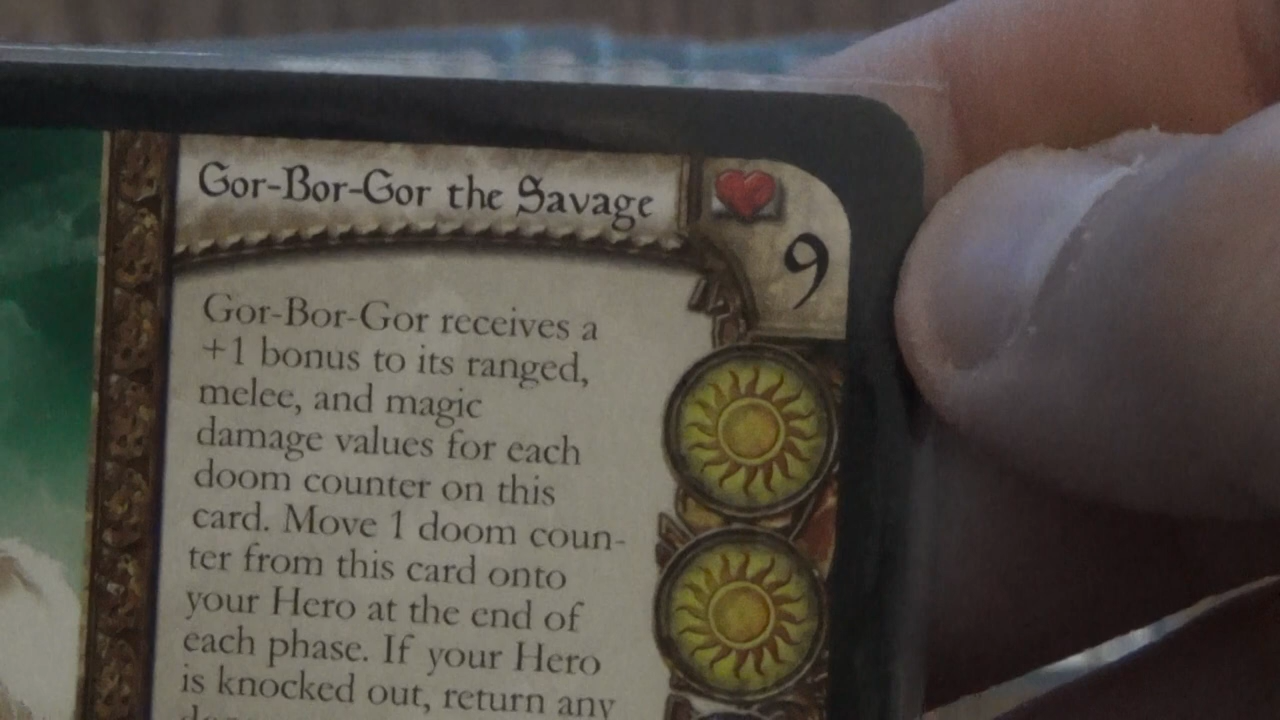 Gor-Bor-Gor the Savage
9
Gor-Bor-Gor receives a
+1 bonus to its ranged,
melee, and magic
damage values for each
doom counter on this
card. Move 1 doom coun-
ter from this card onto
your Hero at the end of
each phase. If your Hero
is knocked out, return any